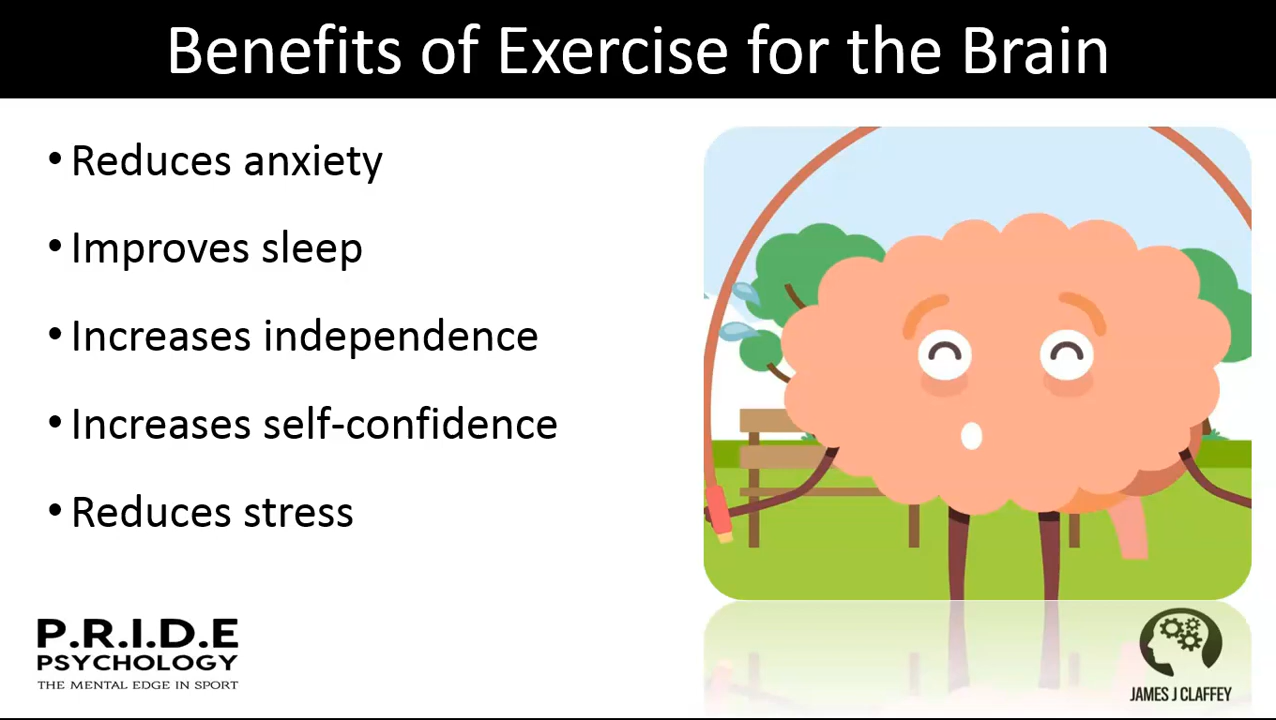 Benefits of Exercise for the Brain
• Reduces anxiety
• Improves sleep
• Increases independence
• Increases self-confidence
• Reduces stress
P.R.I.D.E
PSYCHOLOGY
THE MENTAL EDGE IN SPORT
JAMES J CLAFFEY